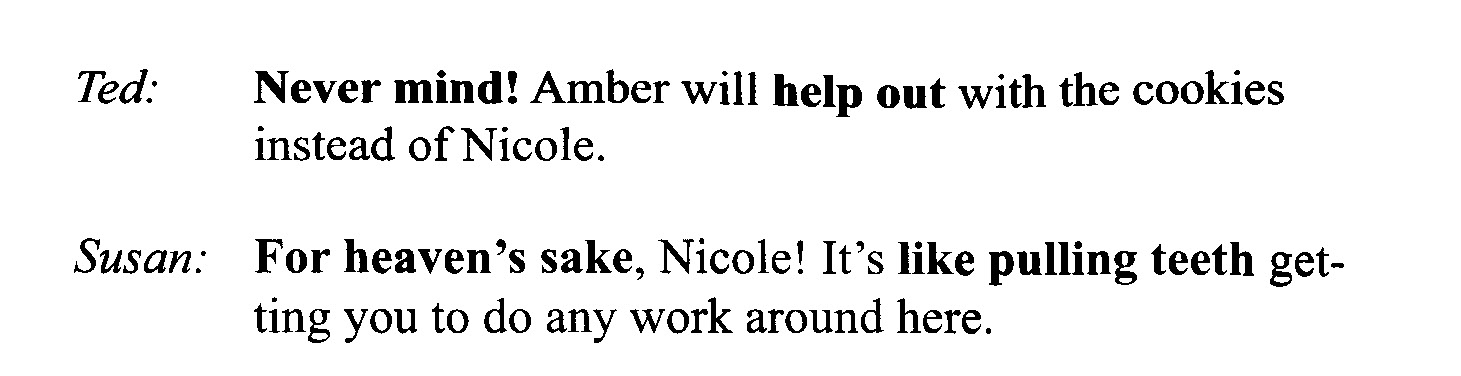 Ted: Never mind! Amber will help out with the cookies
instead of Nicole.
Susan: For heaven's sake, Nicole! It's like pulling teeth get-
ting you to do any work around here.